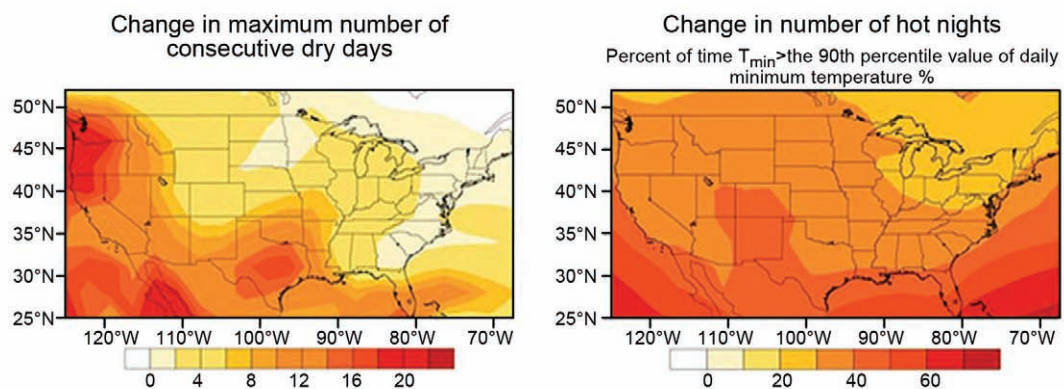 Change in maximum number of
consecutive dry days
50°N
45°N
40°N
35°N
30°N
25°N
120°W 110°W 100°W 90°W 80°W 70°W
0 4 8 12 16 20
Change in number of hot nights
Percent of time Tmin>the 90th percentile value of daily
minimum temperature %
50°N
45°N
40°N
35°N
30°N
25°N
120°W 110°W 100°W 90°W 80°W 70°W
0 20 40 60